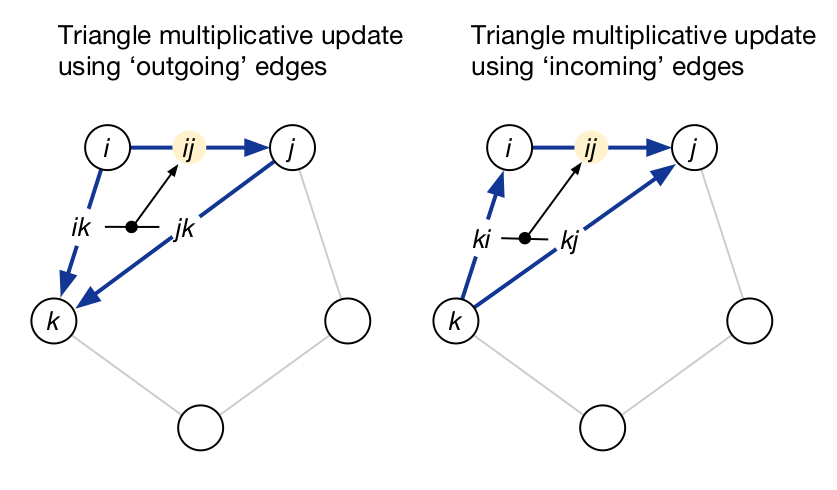 Triangle multiplicative update
using ‘outgoing’ edges
i
ij
j
ik
jk
k
Triangle multiplicative update
using ‘incoming’ edges
i
ij
j
ki
kj
k